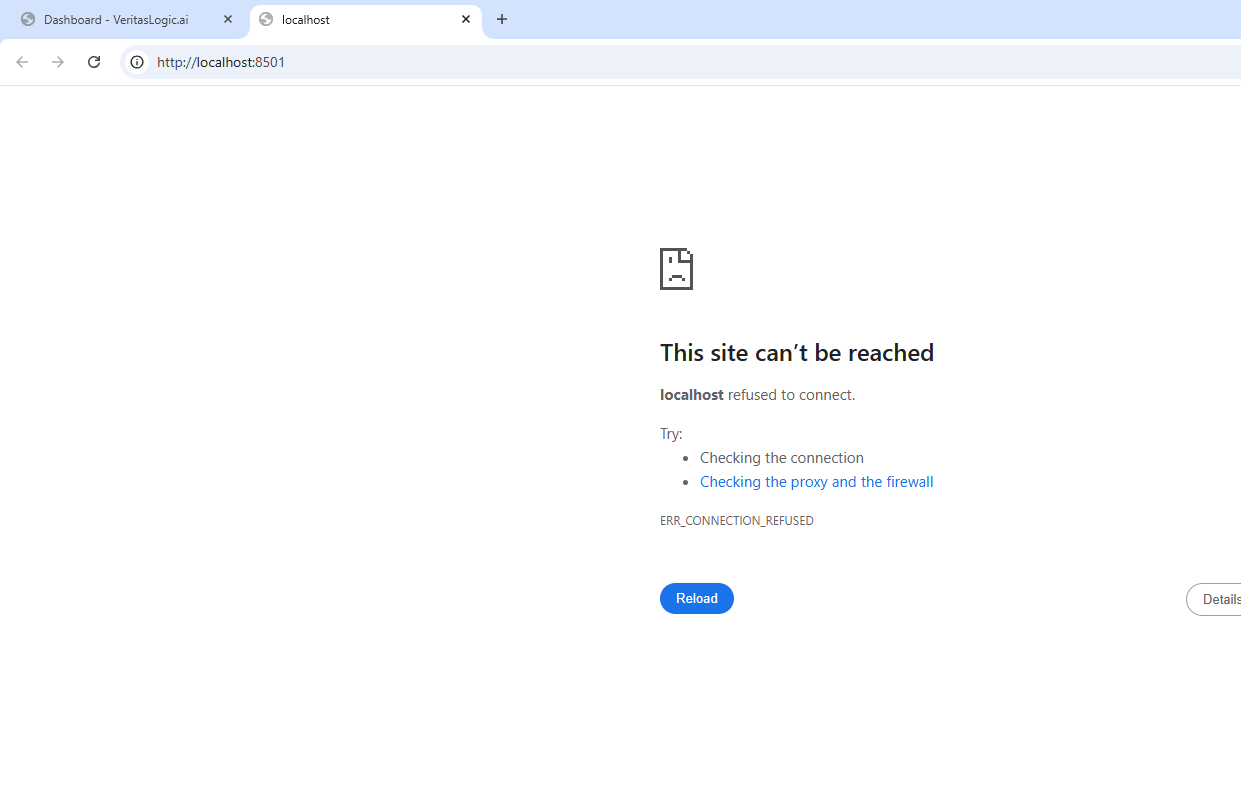 Dashboard - VeritasLogic.ai
localhost
http://localhost:8501
This site can’t be reached
localhost refused to connect.
Try:
• Checking the connection
• Checking the proxy and the firewall
ERR_CONNECTION_REFUSED
Reload
Details